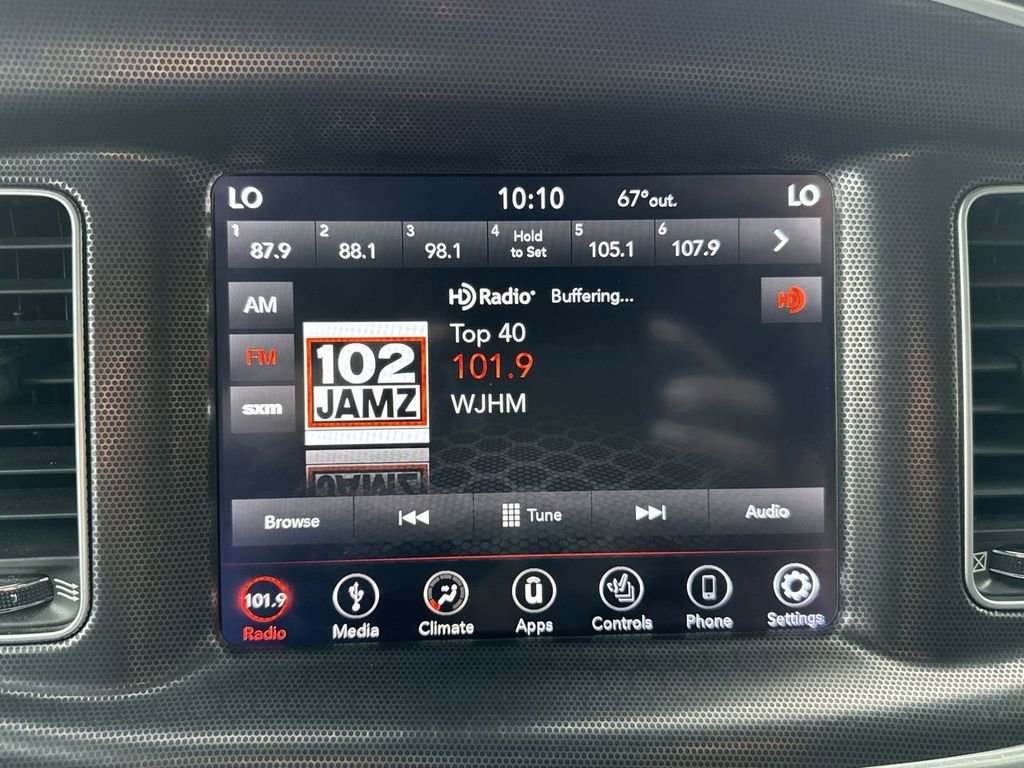 LO 10:10 67°out. LO
1 87.9 2 88.1 3 98.1 4 Hold to Set 5 105.1 6 107.9
HD Radio Buffering... HD
AM
Top 40
FM
101.9
102
JAMZ
sxm
WJHM
Browse Tune Audio
101.9
Radio Media Climate Apps Controls Phone Settings